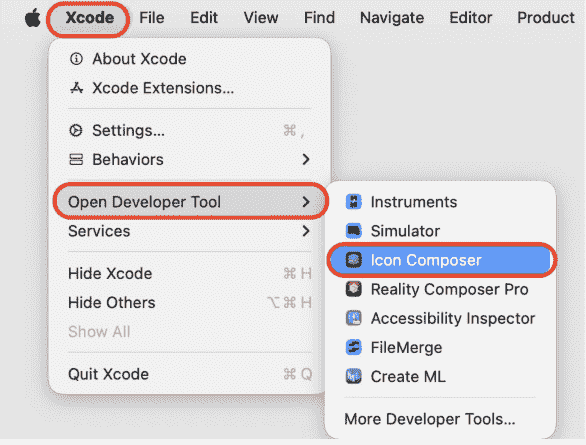 Xcode File Edit View Find Navigate Editor Product
About Xcode
Xcode Extensions...
Settings... ⌘ ,
Behaviors
Open Developer Tool
Services
Hide Xcode ⌘ H
Hide Others ⌥ ⌘ H
Show All
Quit Xcode ⌘ Q
Instruments
Simulator
Icon Composer
Reality Composer Pro
Accessibility Inspector
FileMerge
Create ML
More Developer Tools...